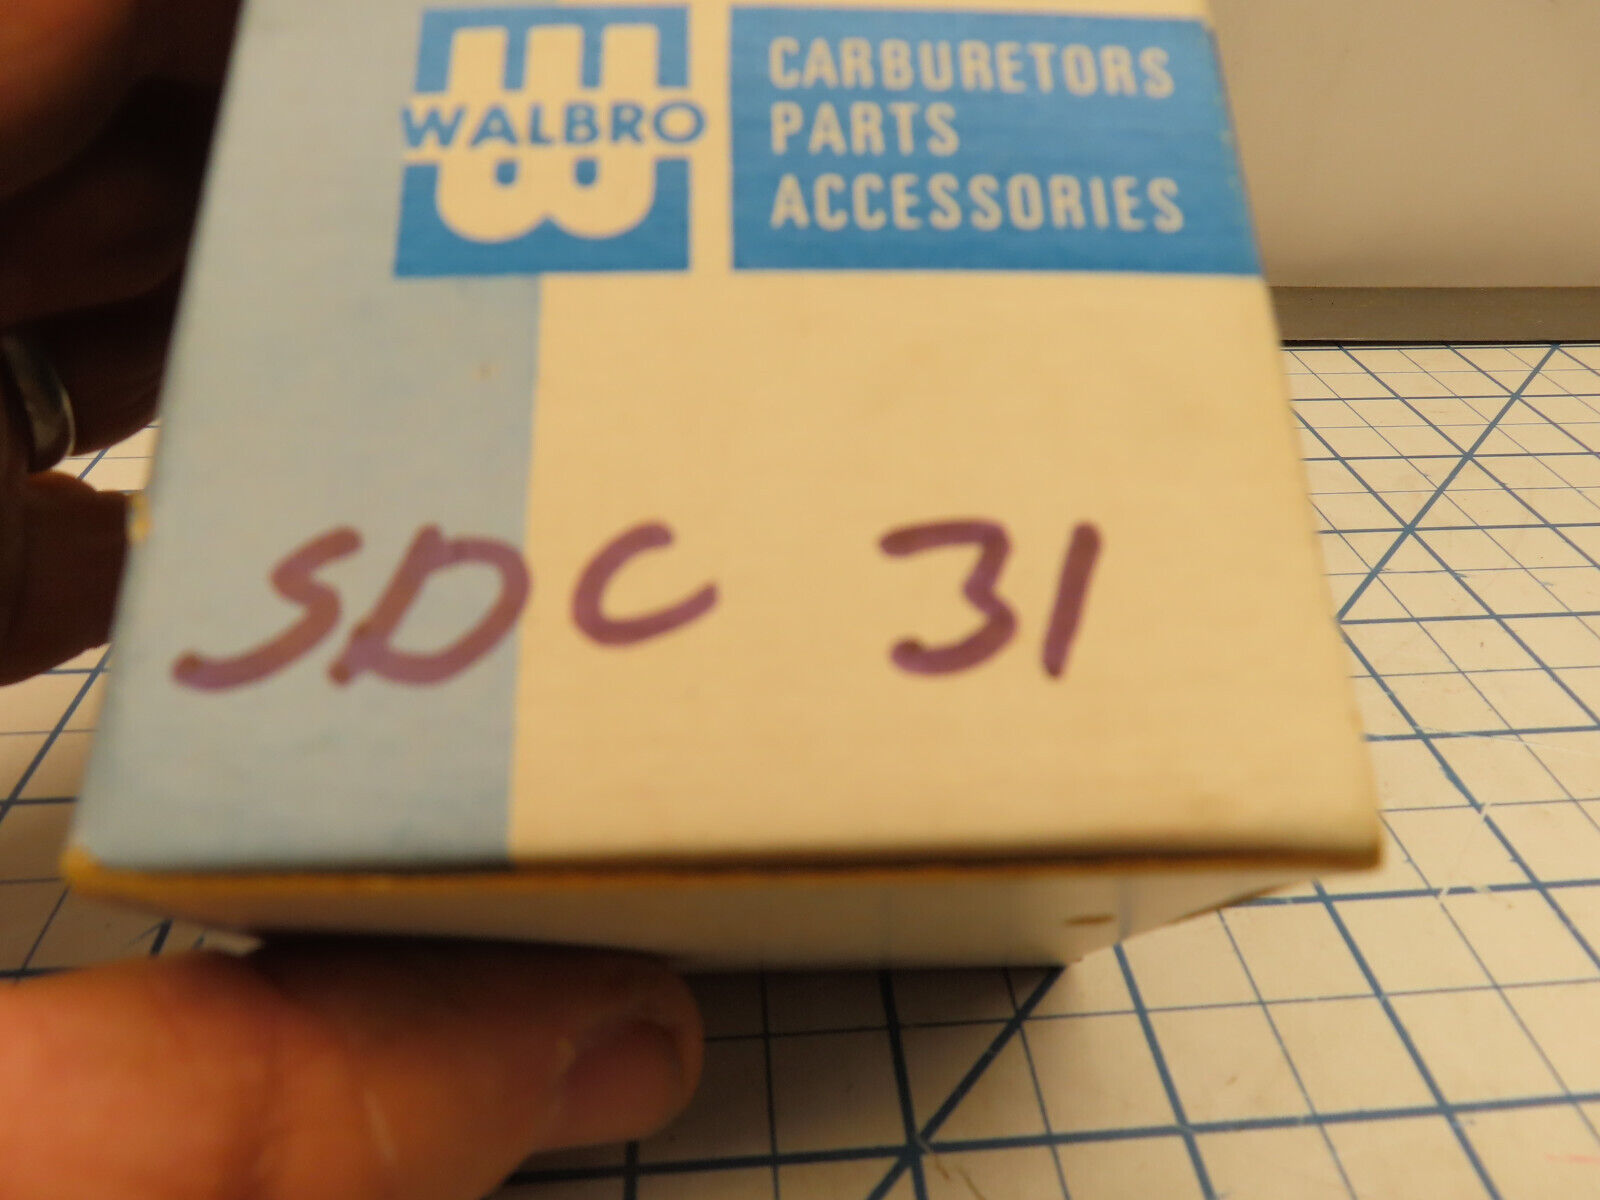 WALBRO
CARBURETORS
PARTS
ACCESSORIES
SDC 31